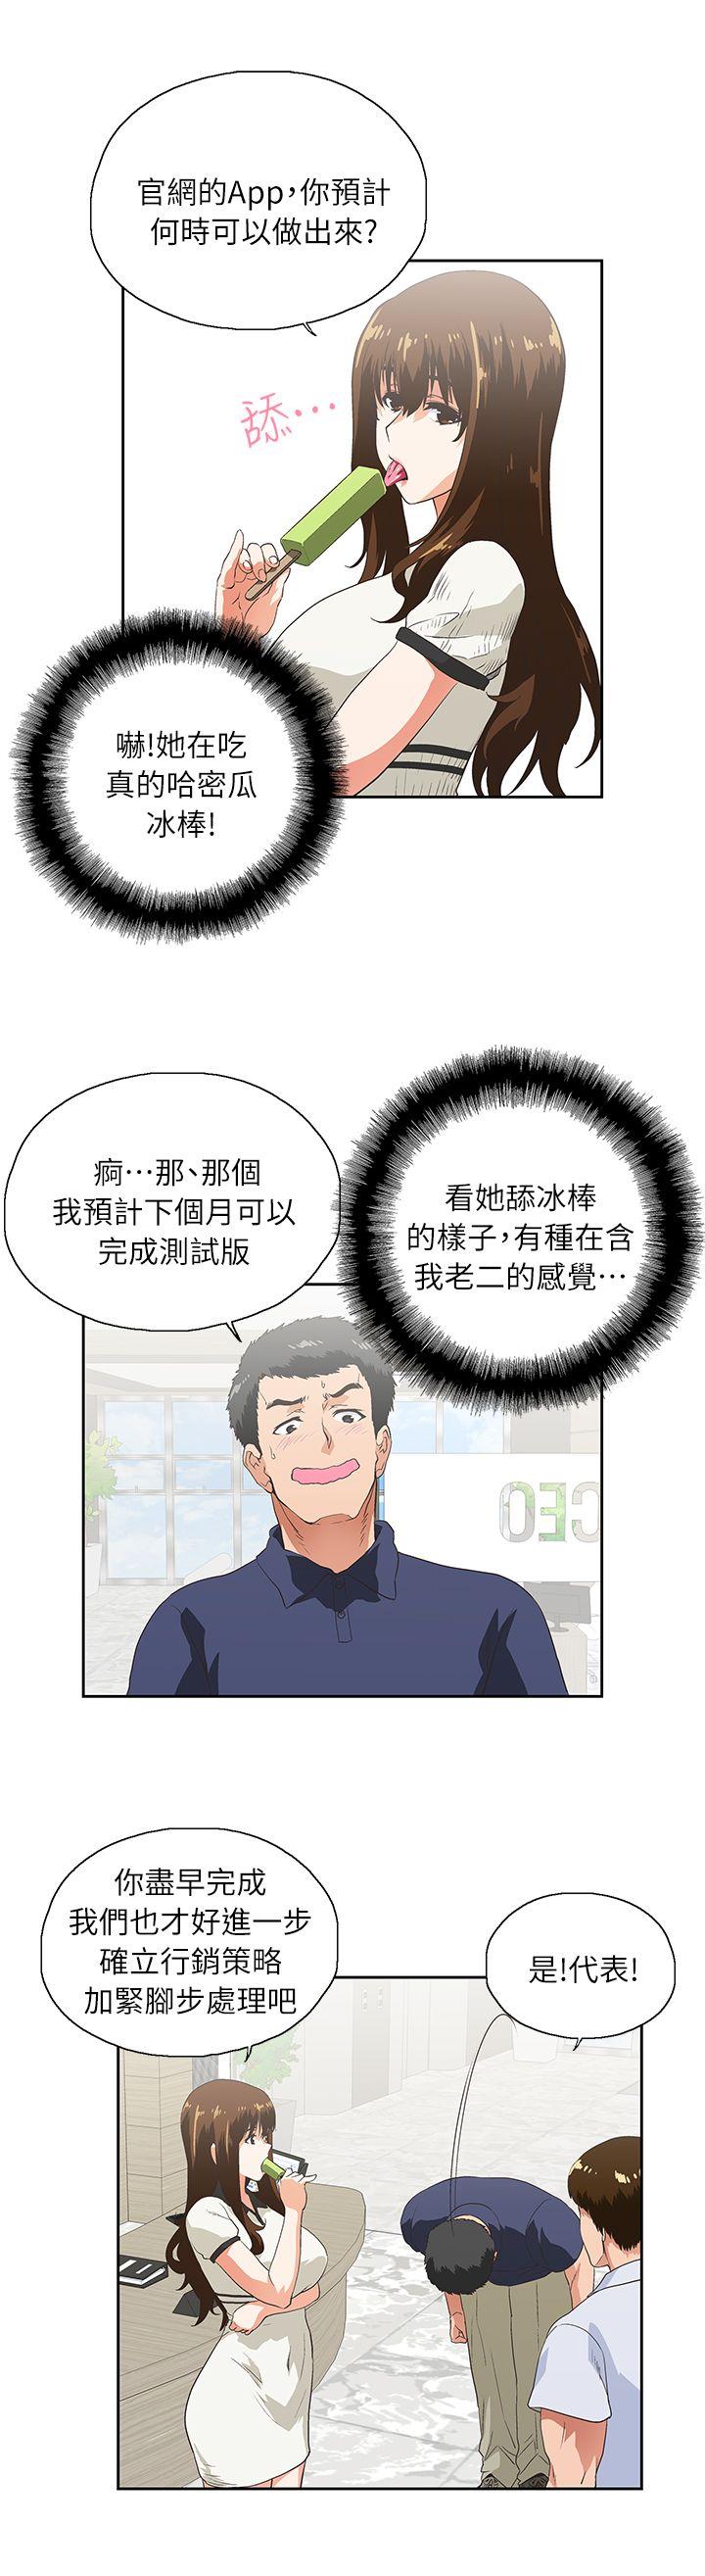 官網的App，你預計
何時可以做出來？
舔⋯
嚇！她在吃
真的哈密瓜
冰棒！
看她舔冰棒
的樣子，有種在含
我老二的感覺⋯
痾⋯那、那個
我預計下個月可以
完成測試版
CEO
你盡早完成
我們也才好進一步
確立行銷策略
加緊腳步處理吧
是！代表！